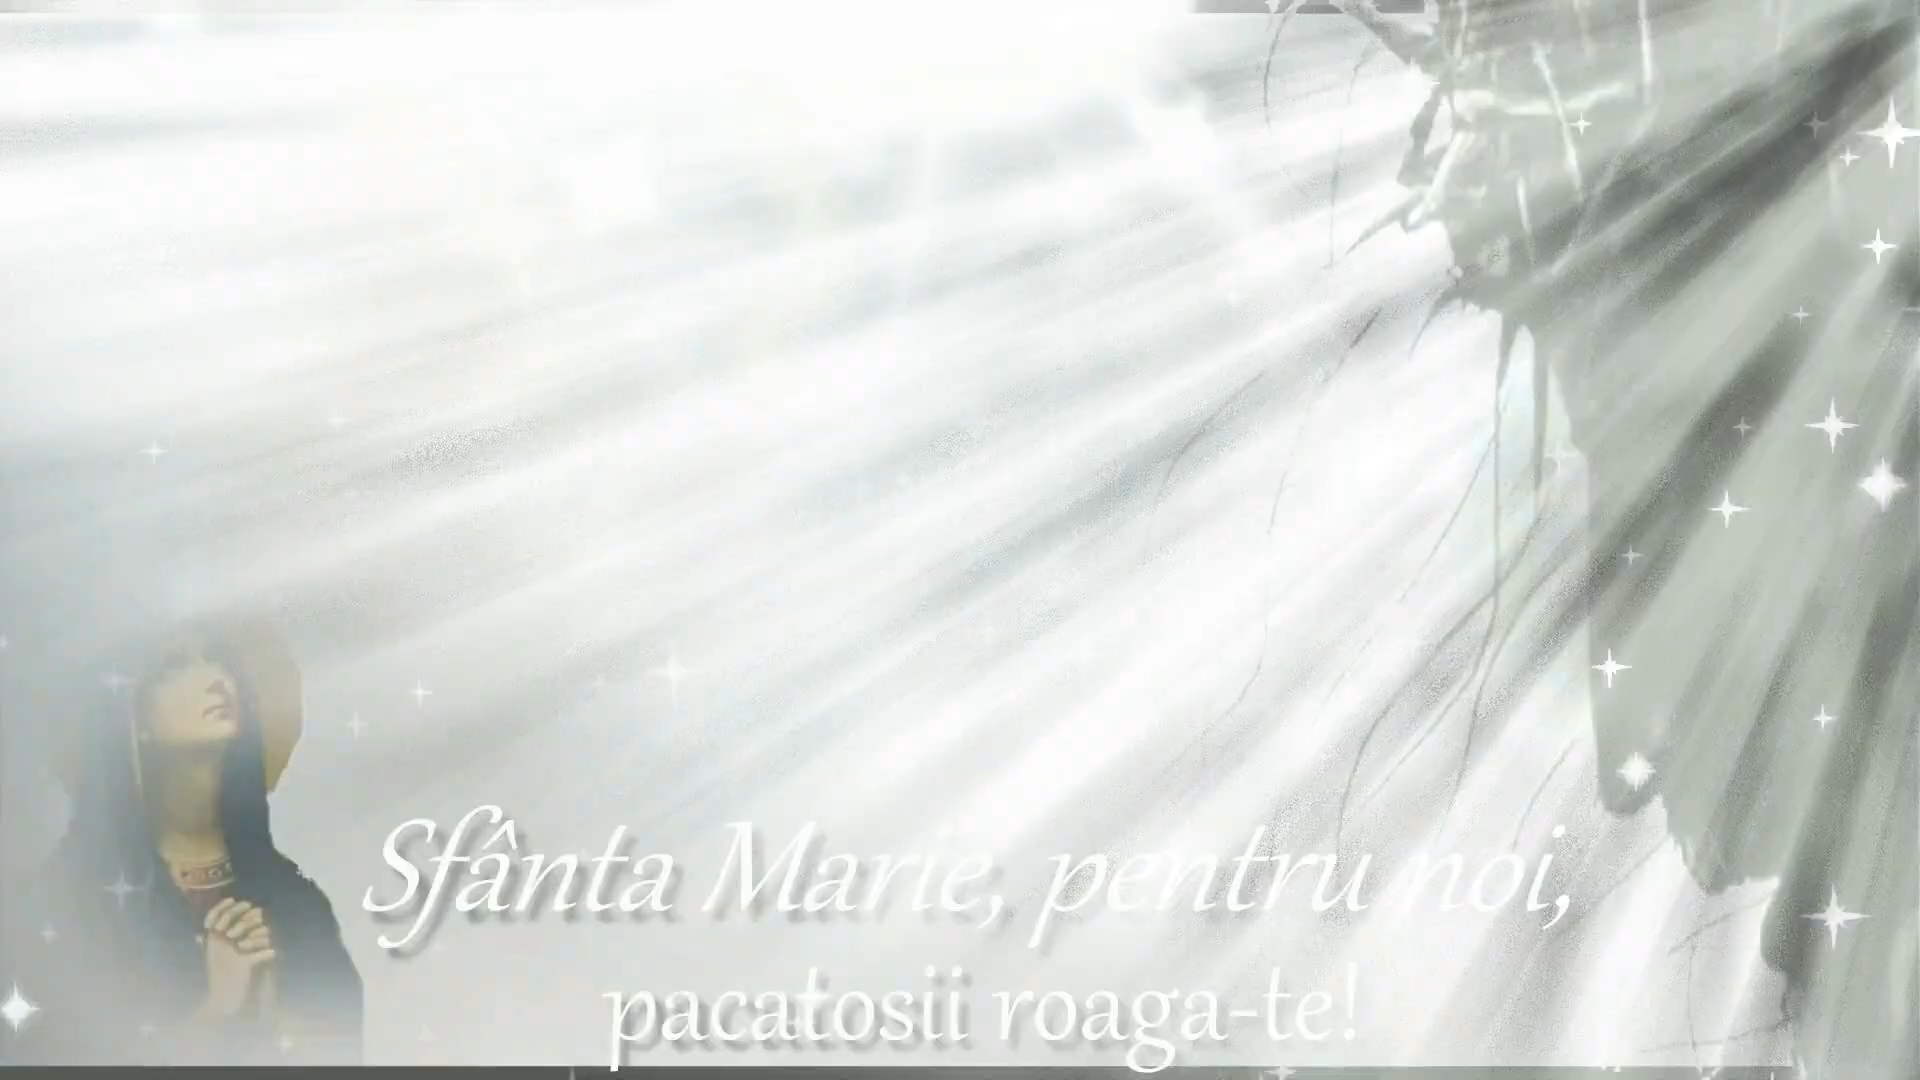 Sfânta Marie, pentru noi,
pacatosii roaga-te!